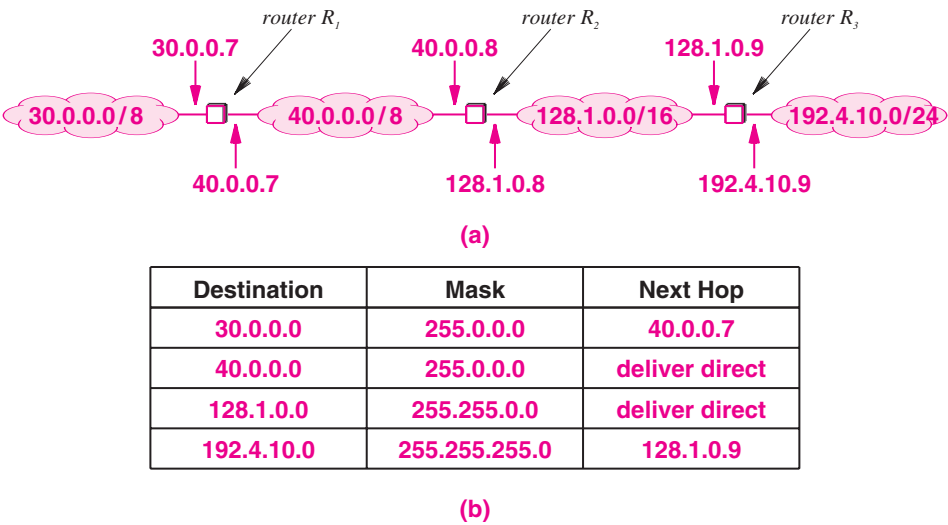 router R1 router R2 router R3
30.0.0.7 40.0.0.8 128.1.0.9
30.0.0.0/8 40.0.0.0/8 128.1.0.0/16 192.4.10.0/24
40.0.0.7 128.1.0.8 192.4.10.9
(a)
Destination Mask Next Hop
30.0.0.0 255.0.0.0 40.0.0.7
40.0.0.0 255.0.0.0 deliver direct
128.1.0.0 255.255.0.0 deliver direct
192.4.10.0 255.255.255.0 128.1.0.9
(b)